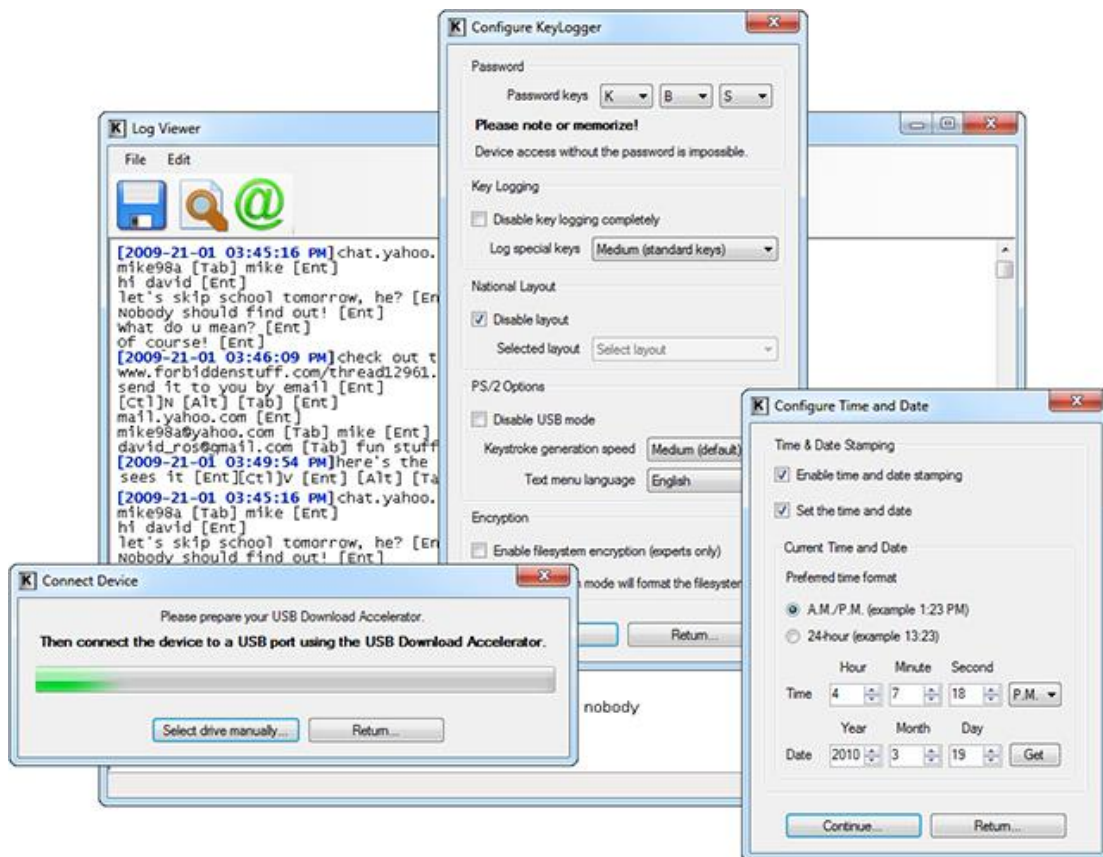 Configure KeyLogger
Password
Password keys K B S
Please note or memorize!
Device access without the password is impossible.
Key Logging
Disable key logging completely
Log special keys Medium (standard keys)
National Layout
Disable layout
Selected layout Select layout
PS/2 Options
Disable USB mode
Keystroke generation speed Medium (default)
Text menu language English
Encryption
Enable filesystem encryption (experts only)
mode will format the filesystem
Return...
Log Viewer
File Edit
[2009-21-01 03:45:16 PM]chat.yahoo.
mike98a [Tab] mike [Ent]
hi david [Ent]
let's skip school tomorrow, he? [En
Nobody should find out! [Ent]
What do u mean? [Ent]
Of course! [Ent]
[2009-21-01 03:46:09 PM]check out t
www.forbiddenstuff.com/thread12961.
send it to you by email [Ent]
[Ctl]N [Alt] [Tab] [Ent]
mail.yahoo.com [Ent]
mike98a@yahoo.com [Tab] mike [Ent]
david_ros@gmail.com [Tab] fun stuff
[2009-21-01 03:49:54 PM]here's the
sees it [Ent][Ctl]V [Ent] [Alt] [Ta
[2009-21-01 03:45:16 PM]chat.yahoo.
mike98a [Tab] mike [Ent]
hi david [Ent]
let's skip school tomorrow, he? [En
Nobody should find out! [Ent]
nobody
Connect Device
Please prepare your USB Download Accelerator.
Then connect the device to a USB port using the USB Download Accelerator.
Select drive manually... Return...
Configure Time and Date
Time & Date Stamping
Enable time and date stamping
Set the time and date
Current Time and Date
Preferred time format
A.M./P.M. (example 1:23 PM)
24-hour (example 13:23)
Hour Minute Second
Time 4 7 18 P.M.
Year Month Day
Date 2010 3 19 Get
Continue... Return...